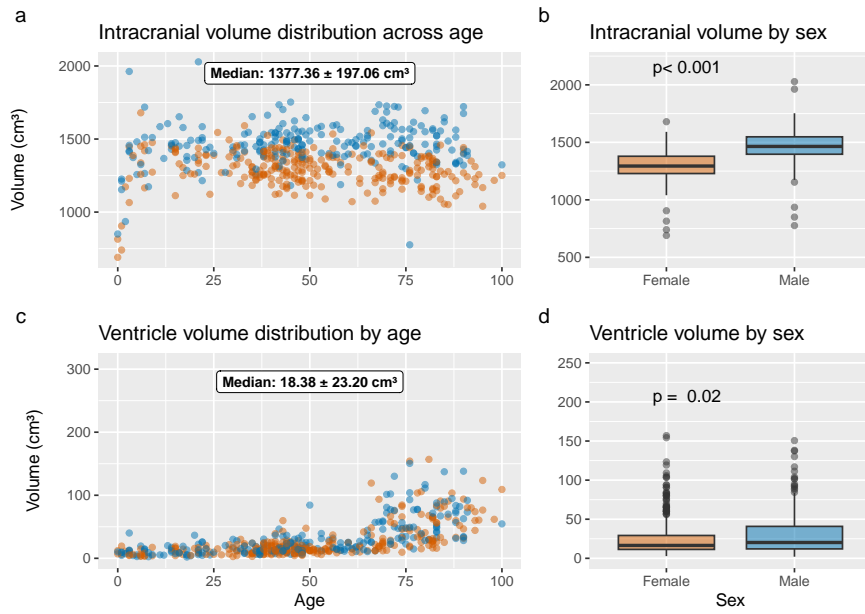 a
Intracranial volume distribution across age
Volume (cm³)
2000
1500
1000
Median: 1377.36 ± 197.06 cm³
0
25
50
75
100
b
Intracranial volume by sex
2000
1500
1000
500
p< 0.001
Female
Male
c
Ventricle volume distribution by age
Volume (cm³)
300
200
100
0
Median: 18.38 ± 23.20 cm³
0
25
50
75
100
Age
d
Ventricle volume by sex
250
200
150
100
50
0
p = 0.02
Female
Male
Sex